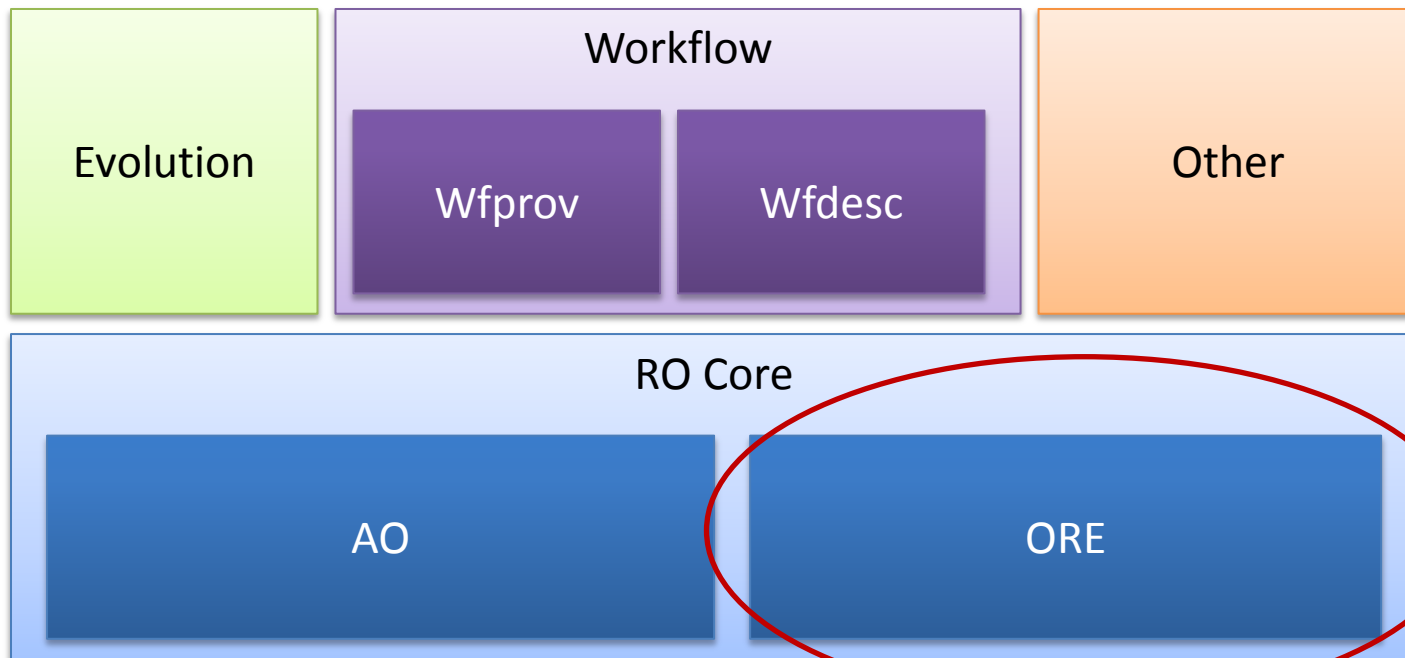 Workflow
Evolution
Wfprov
Wfdesc
Other
RO Core
AO
ORE